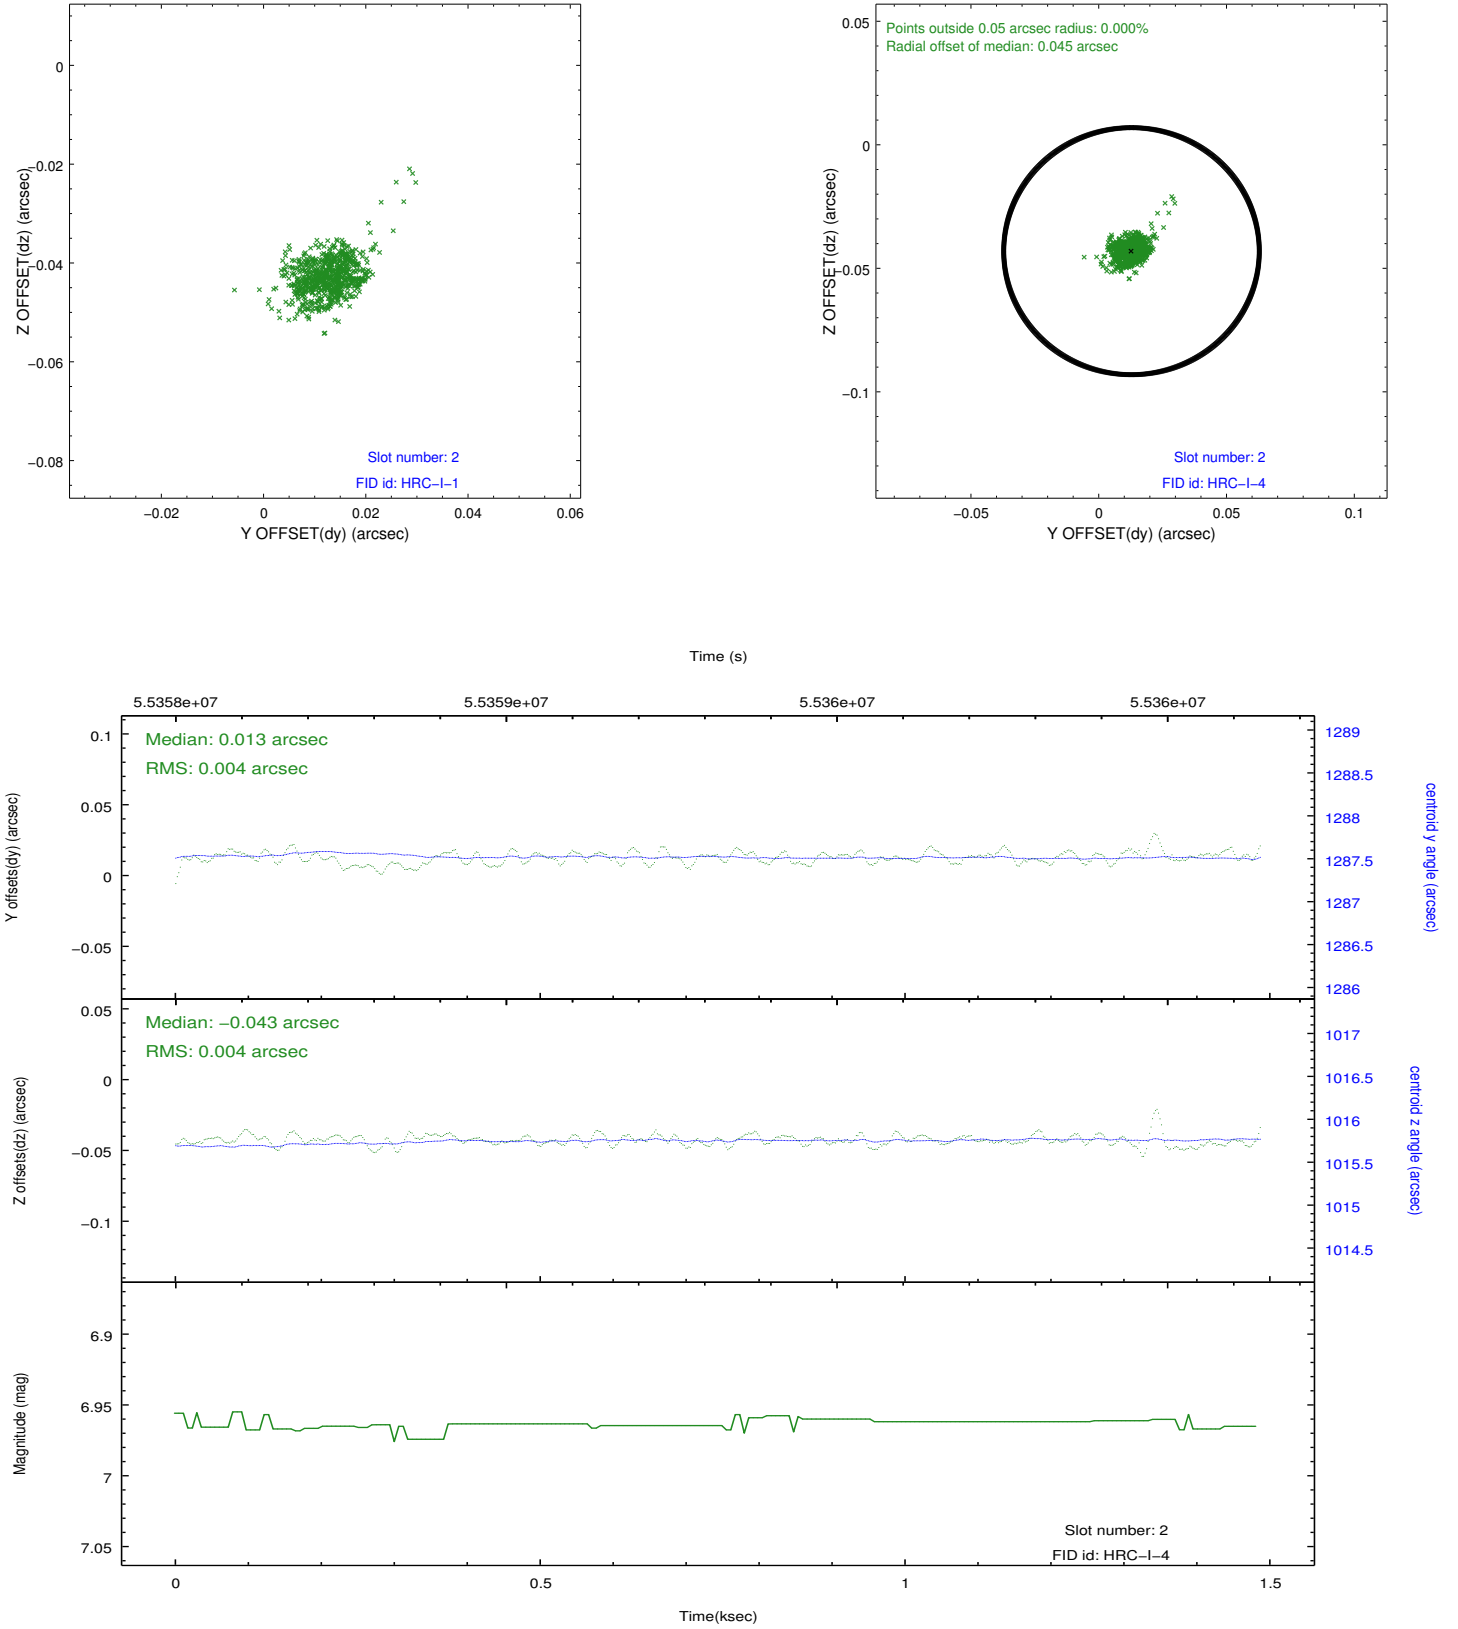 0
−0.02
−0.04
−0.06
−0.08
Z OFFSET(dz) (arcsec)
Slot number: 2
FID id: HRC−I−1
−0.02 0 0.02 0.04 0.06
Y OFFSET(dy) (arcsec)
0.05
0
−0.05
−0.1
Z OFFSET(dz) (arcsec)
Points outside 0.05 arcsec radius: 0.000%
Radial offset of median: 0.045 arcsec
Slot number: 2
FID id: HRC−I−4
−0.05 0 0.05 0.1
Y OFFSET(dy) (arcsec)
Time (s)
5.5358e+07 5.5359e+07 5.536e+07 5.536e+07
Median: 0.013 arcsec
RMS: 0.004 arcsec
0.1
0.05
0
−0.05
Y offsets(dy) (arcsec)
1289
1288.5
1288
1287.5
1287
1286.5
1286
centroid y angle (arcsec)
Median: −0.043 arcsec
RMS: 0.004 arcsec
0.05
0
−0.05
−0.1
Z offsets(dz) (arcsec)
1017
1016.5
1016
1015.5
1015
1014.5
centroid z angle (arcsec)
6.9
6.95
7
7.05
Magnitude (mag)
Slot number: 2
FID id: HRC−I−4
0 0.5 1 1.5
Time(ksec)